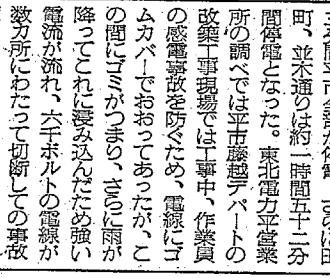 町、並木通りは約一時間五十二分
間停電となった。東北電力平営業
所の調べでは平市藤越デパートの
改築工事現場では工事中、作業員
の感電事故を防ぐため、電線にゴ
ムカバーでおおってあったが、こ
の間にゴミがつまり、さらに雨が
降ってこれに浸み込んだため強い
電流が流れ、六千ボルトの電線が
数カ所にわたって切断しての事故